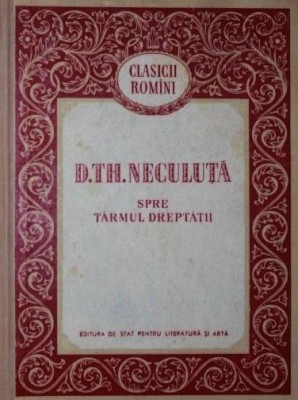 CLASICII
ROMÎNI
D.TH.NECULUȚĂ
SPRE
ȚĂRMUL DREPTĂȚII
EDITURA DE STAT PENTRU LITERATURĂ ȘI ARTĂ